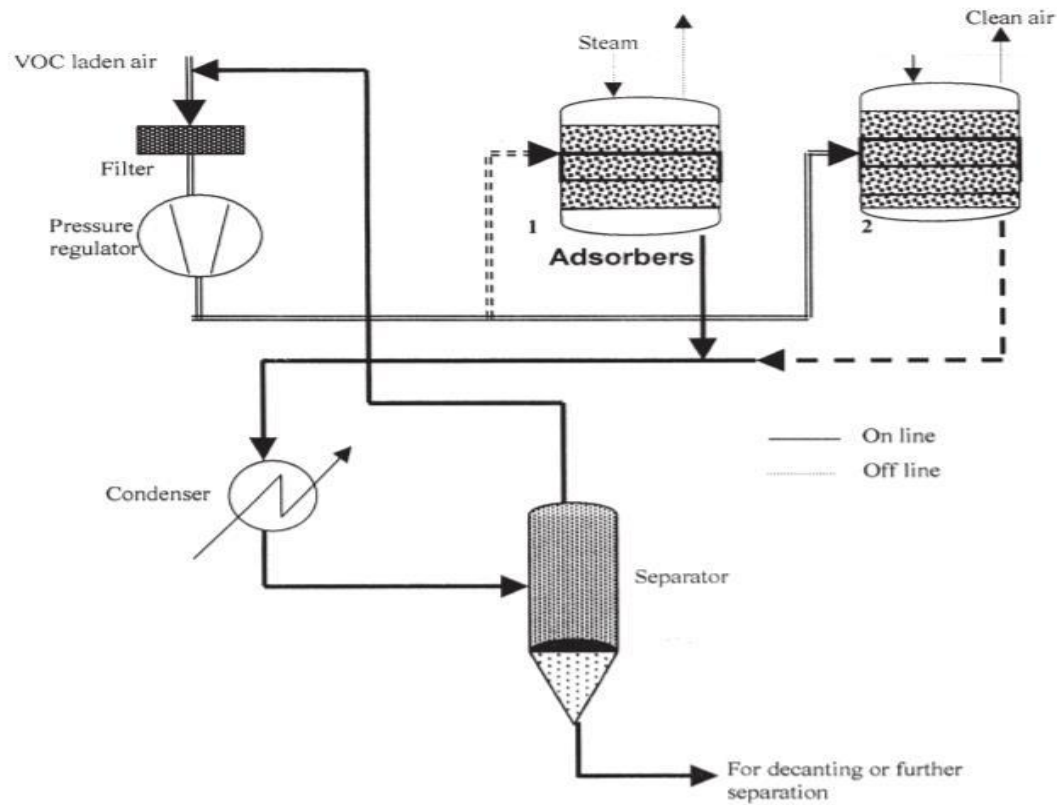 Clean air
Steam
VOC laden air
Filter
Pressure
regulator
1
2
Adsorbers
On line
Off line
Condenser
Separator
For decanting or further
separation